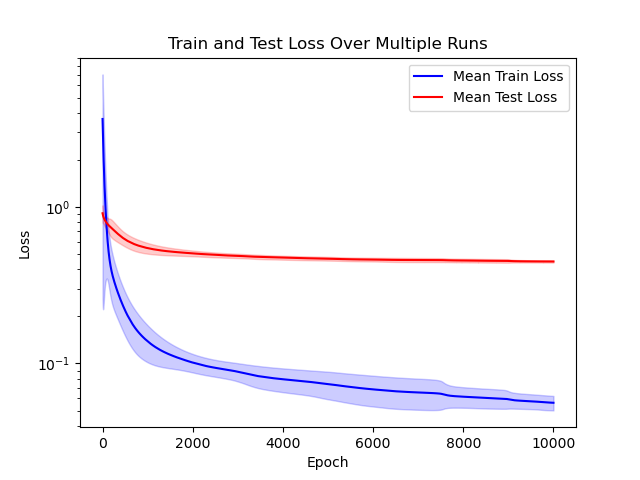 Train and Test Loss Over Multiple Runs
Mean Train Loss
Mean Test Loss
Loss
10⁰
10⁻¹
0 2000 4000 6000 8000 10000
Epoch